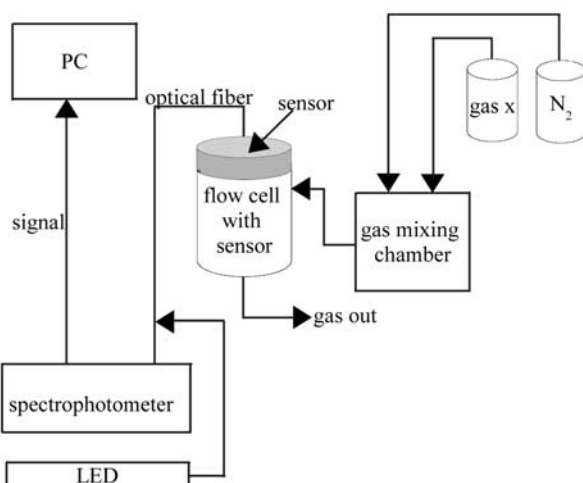 PC
optical fiber
sensor
gas x
N₂
signal
flow cell
with
sensor
gas mixing
chamber
gas out
spectrophotometer
LED